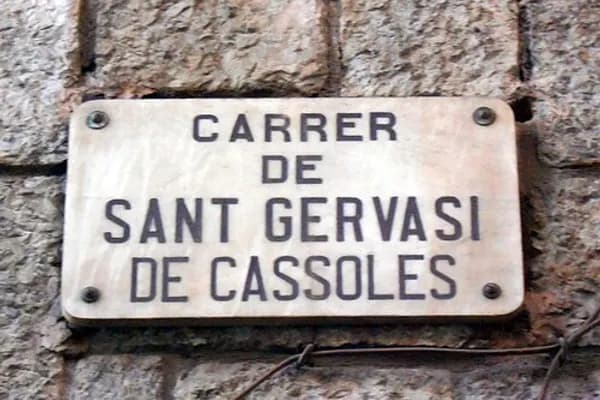 CARRER
DE
SANT GERVASI
DE CASSOLES